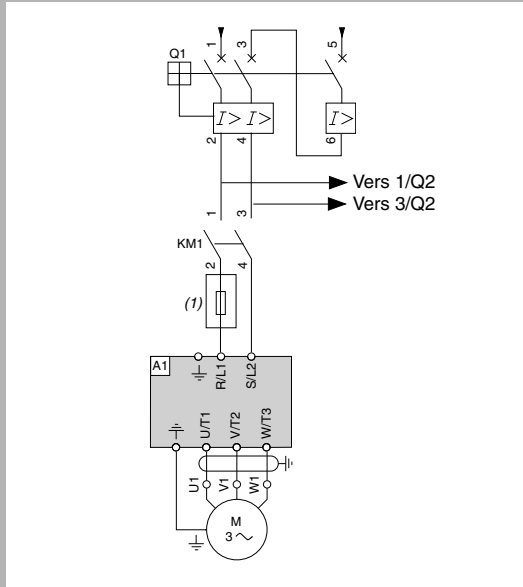 1 3 5
Q1
I> I> I>
2 4 6
Vers 1/Q2
Vers 3/Q2
1 3
KM1
2 4
(1)
A1
R/L1 S/L2
U/T1 V/T2 W/T3
U1 V1 W1
M
3